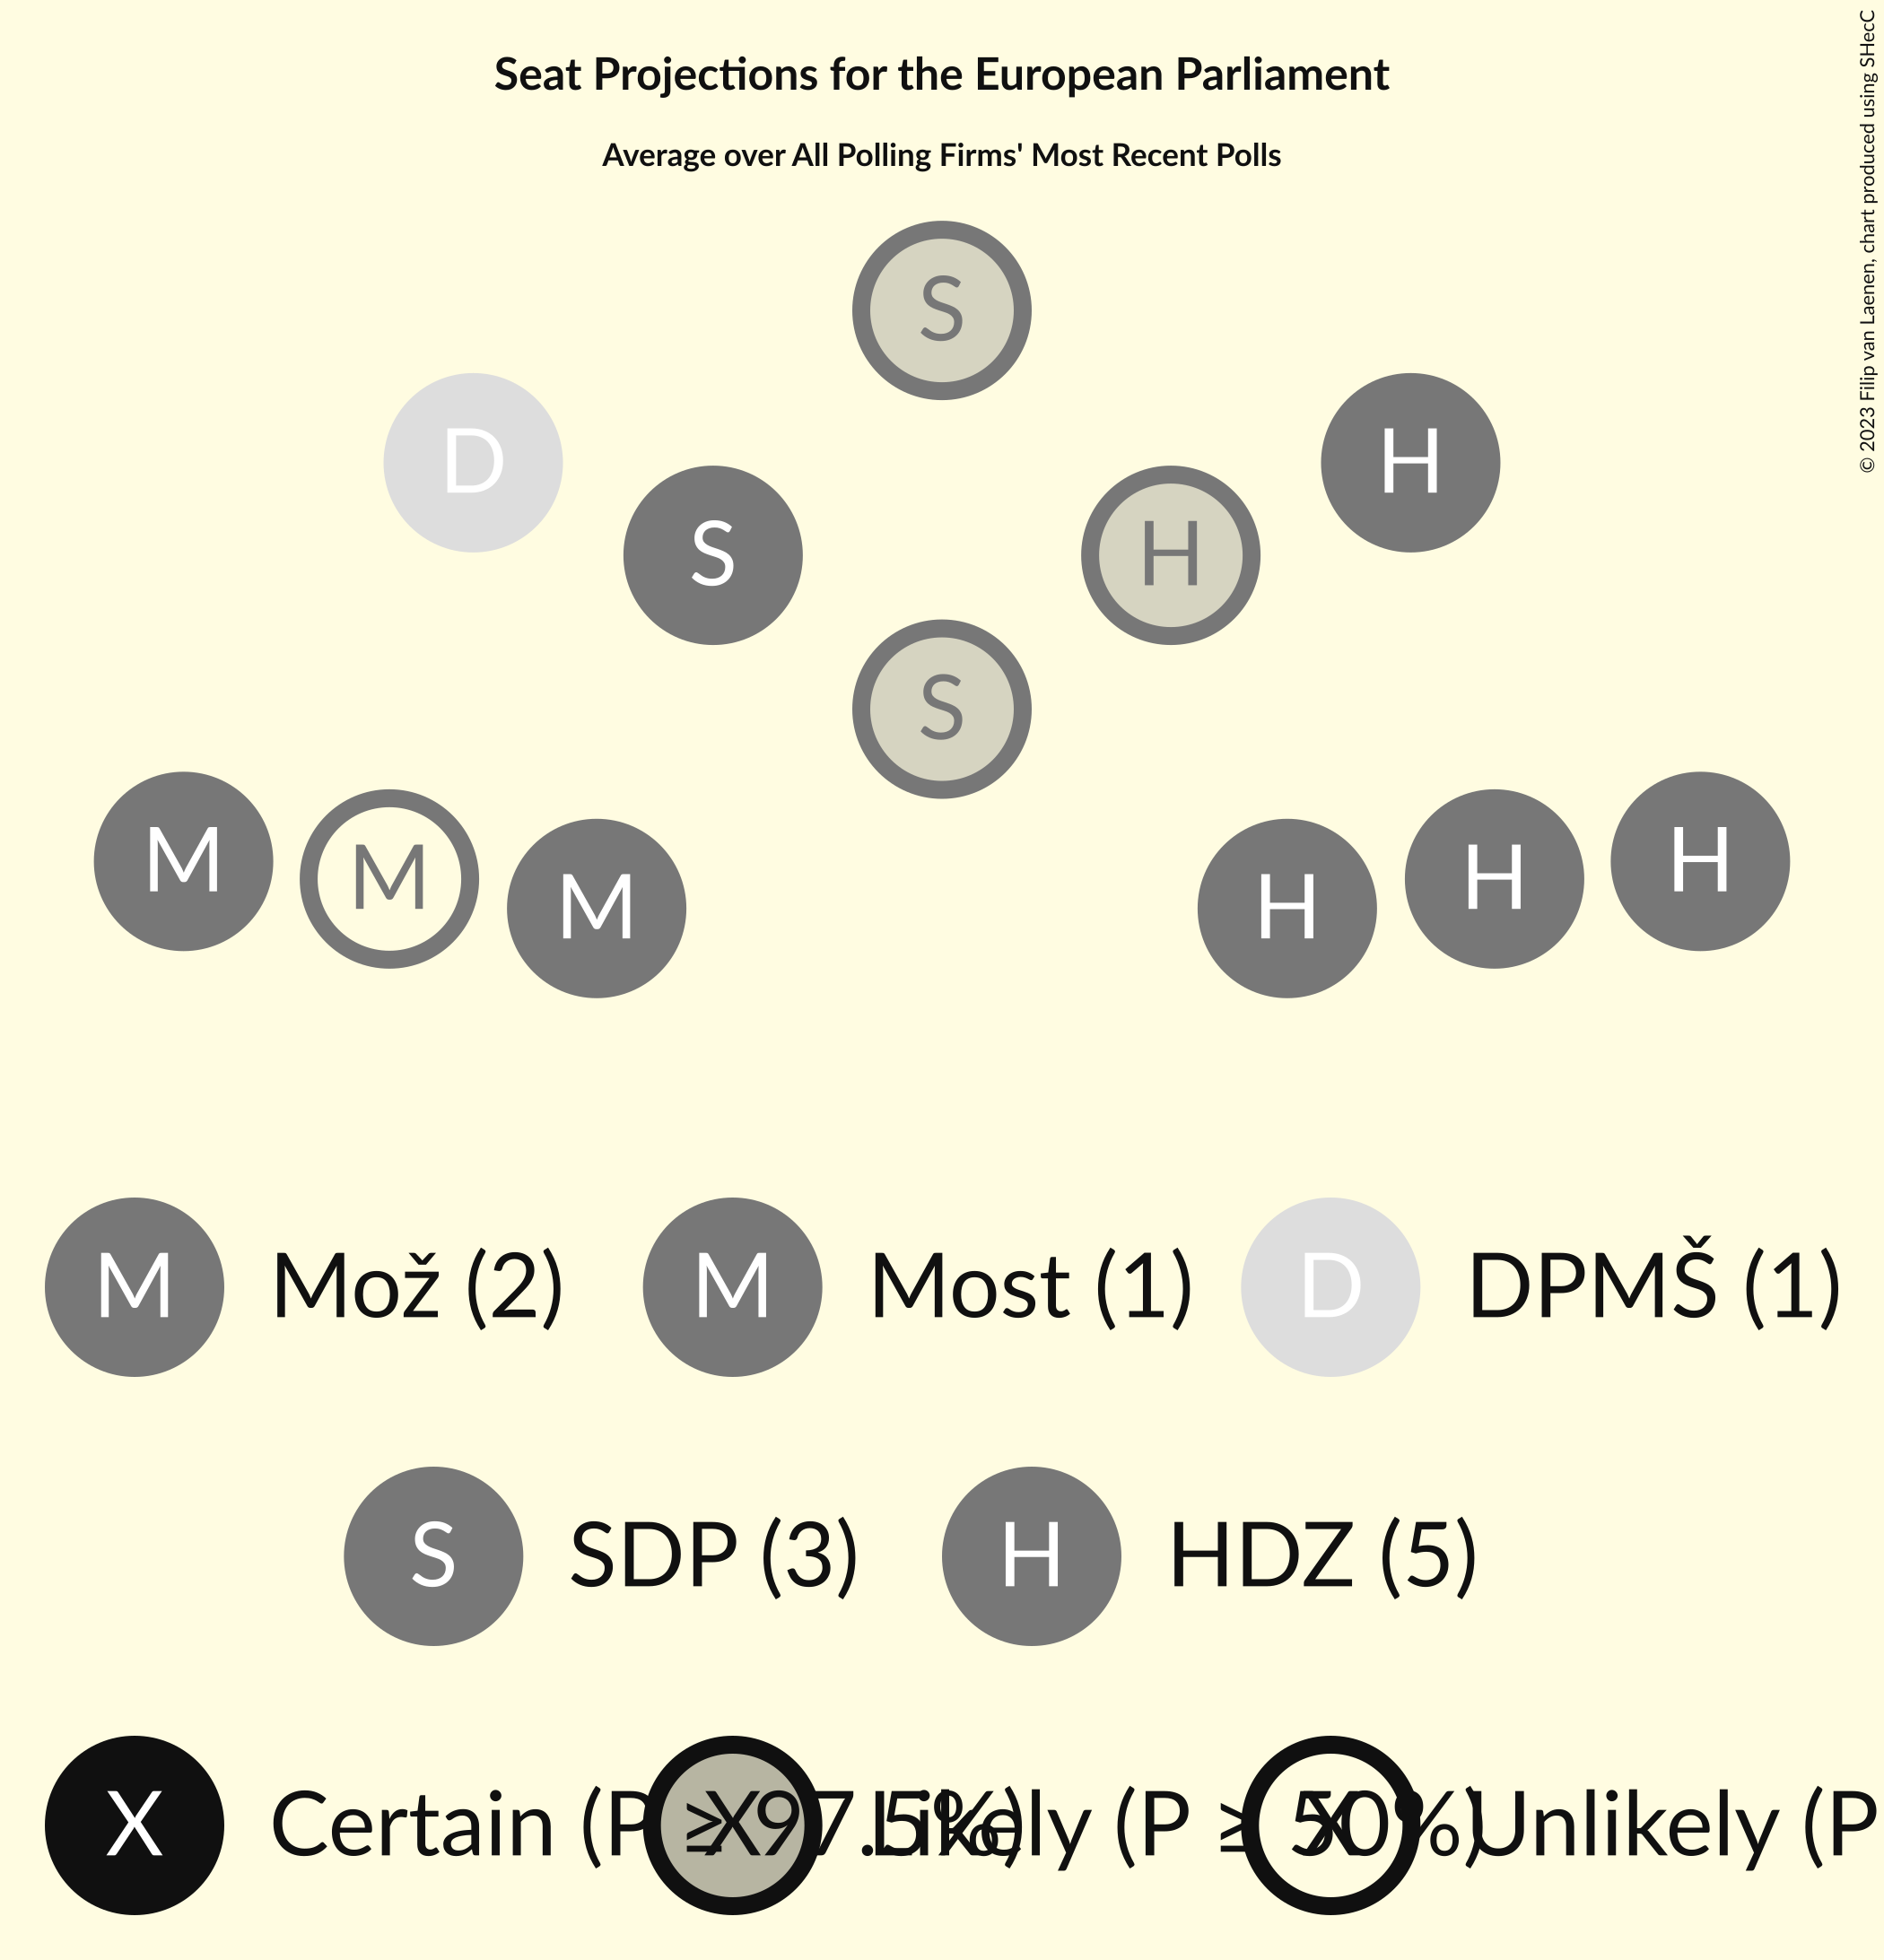 Seat Projections for the European Parliament
Average over All Polling Firms' Most Recent Polls
© 2023 Filip van Laenen, chart produced using SHecC
S
D
H
S
H
S
M
M
M
H
H
H
M Mož (2) M Most (1) D DPMŠ (1)
S SDP (3) H HDZ (5)
X Certain (P ≥ 97.5%) X Likely (P ≥ 50%) X Unlikely (P